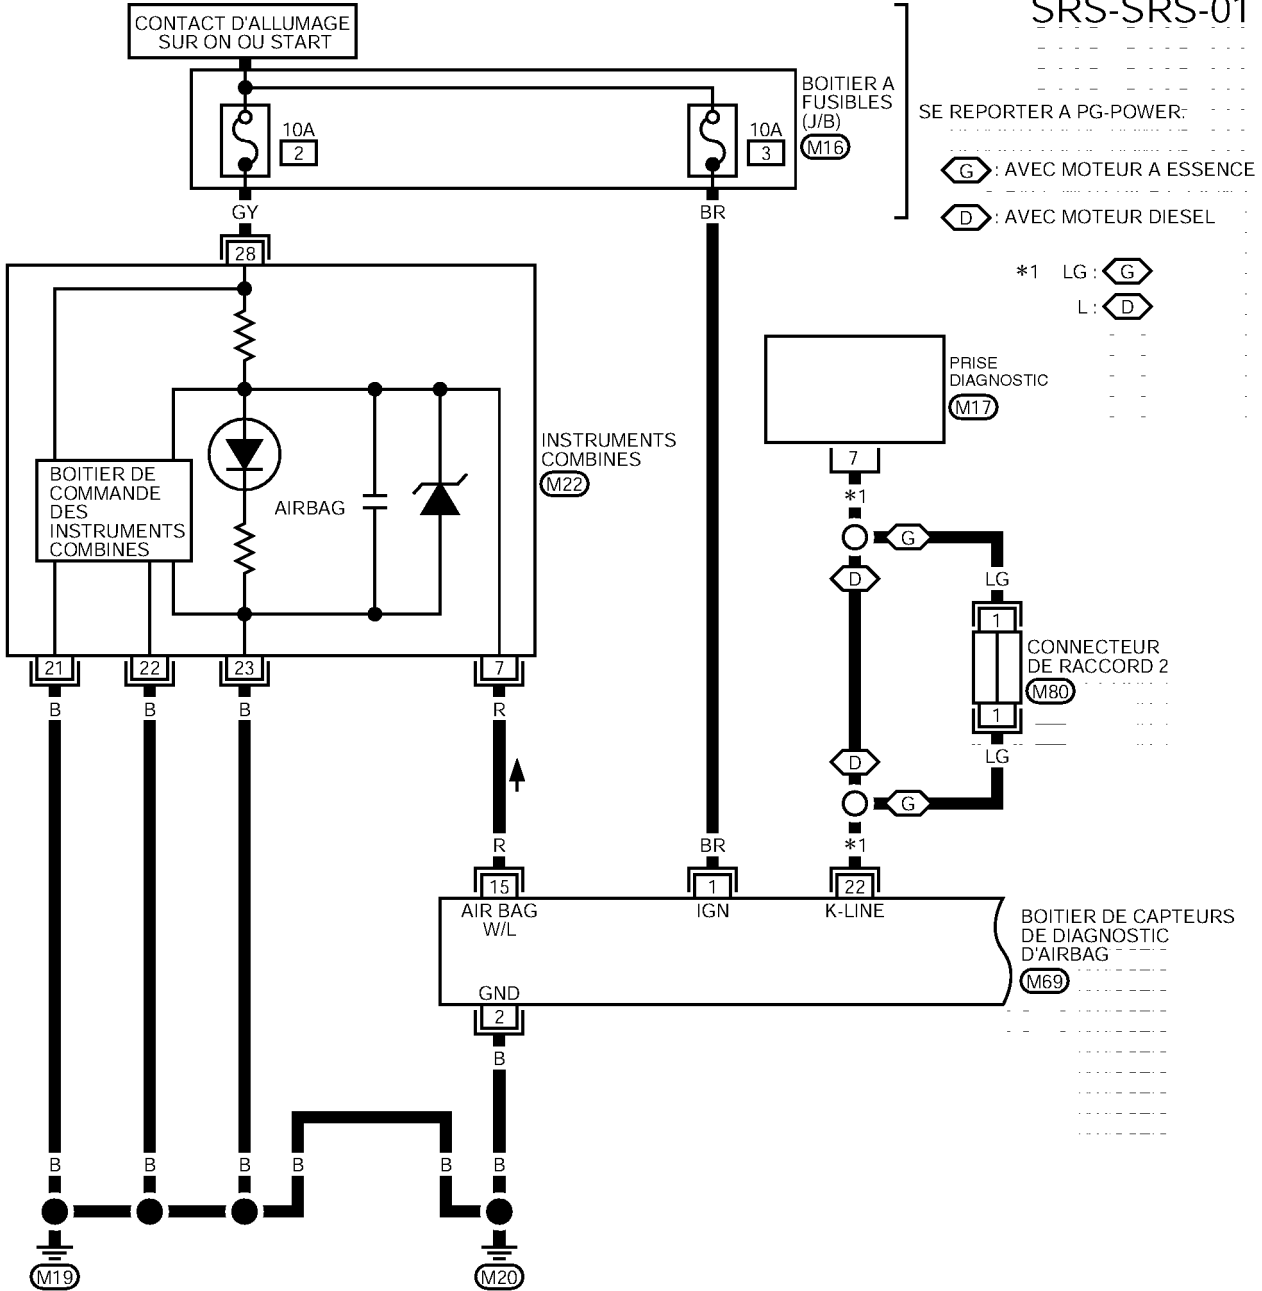 SRS-SRS-01
CONTACT D'ALLUMAGE
SUR ON OU START
BOITIER A
FUSIBLES
(J/B)
M16
10A
2
10A
3
SE REPORTER A PG-POWER.
G : AVEC MOTEUR A ESSENCE
D : AVEC MOTEUR DIESEL
*1 LG : G
L : D
GY
BR
28
PRISE
DIAGNOSTIC
M17
7
*1
INSTRUMENTS
COMBINES
M22
BOITIER DE
COMMANDE
DES
INSTRUMENTS
COMBINES
AIRBAG
G
D
LG
1
CONNECTEUR
DE RACCORD 2
M80
1
LG
D
G
*1
21
22
23
7
B
B
B
R
R
BR
15
1
22
AIR BAG
W/L
IGN
K-LINE
BOITIER DE CAPTEURS
DE DIAGNOSTIC
D'AIRBAG
M69
GND
2
B
B
B
B
B
B
B
M19
M20